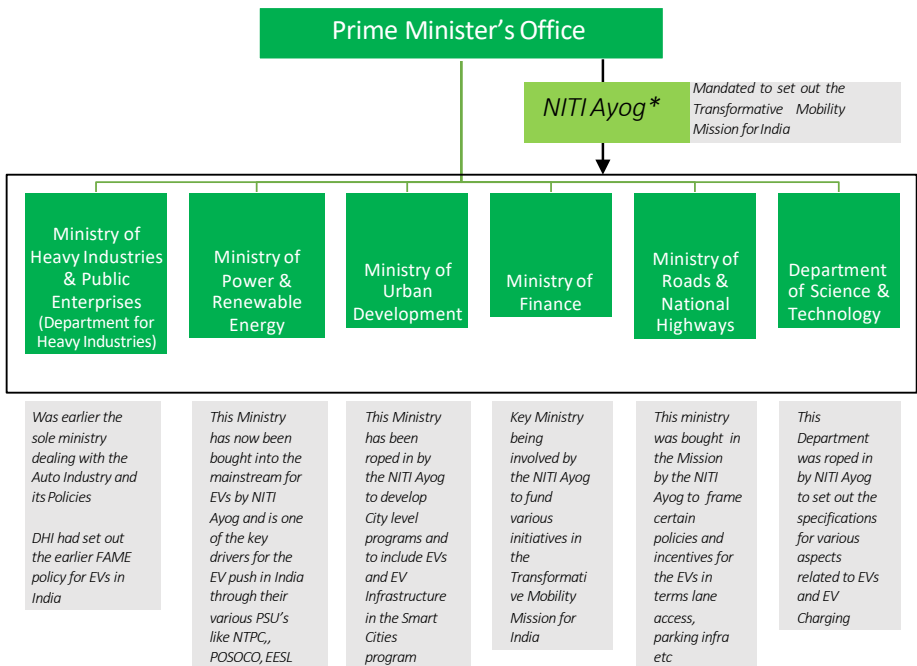 Prime Minister’s Office
NITI Ayog*
Mandated to set out the
Transformative Mobility
Mission for India
Ministry of
Heavy Industries
& Public
Enterprises
(Department for
Heavy Industries)
Ministry of
Power &
Renewable
Energy
Ministry of
Urban
Development
Ministry of
Finance
Ministry of
Roads &
National
Highways
Department
of Science &
Technology
Was earlier the
sole ministry
dealing with the
Auto Industry and
its Policies
DHI had set out
the earlier FAME
policy for EVs in
India
This Ministry
has now been
bought into the
mainstream for
EVs by NITI
Ayog and is one
of the key
drivers for the
EV push in India
through their
various PSU’s
like NTPC,,
POSOCO, EESL
This Ministry
has been
roped in by
the NITI Ayog
to develop
City level
programs and
to include EVs
and EV
Infrastructure
in the Smart
Cities
program
Key Ministry
being
involved by
the NITI Ayog
to fund
various
initiatives in
the
Transformati
ve Mobility
Mission for
India
This ministry
was bought in
the Mission
by the NITI
Ayog to frame
certain
policies and
incentives for
the EVs in
terms lane
access,
parking infra
etc
This
Department
was roped in
by NITI Ayog
to set out the
specifications
for various
aspects
related to EVs
and EV
Charging